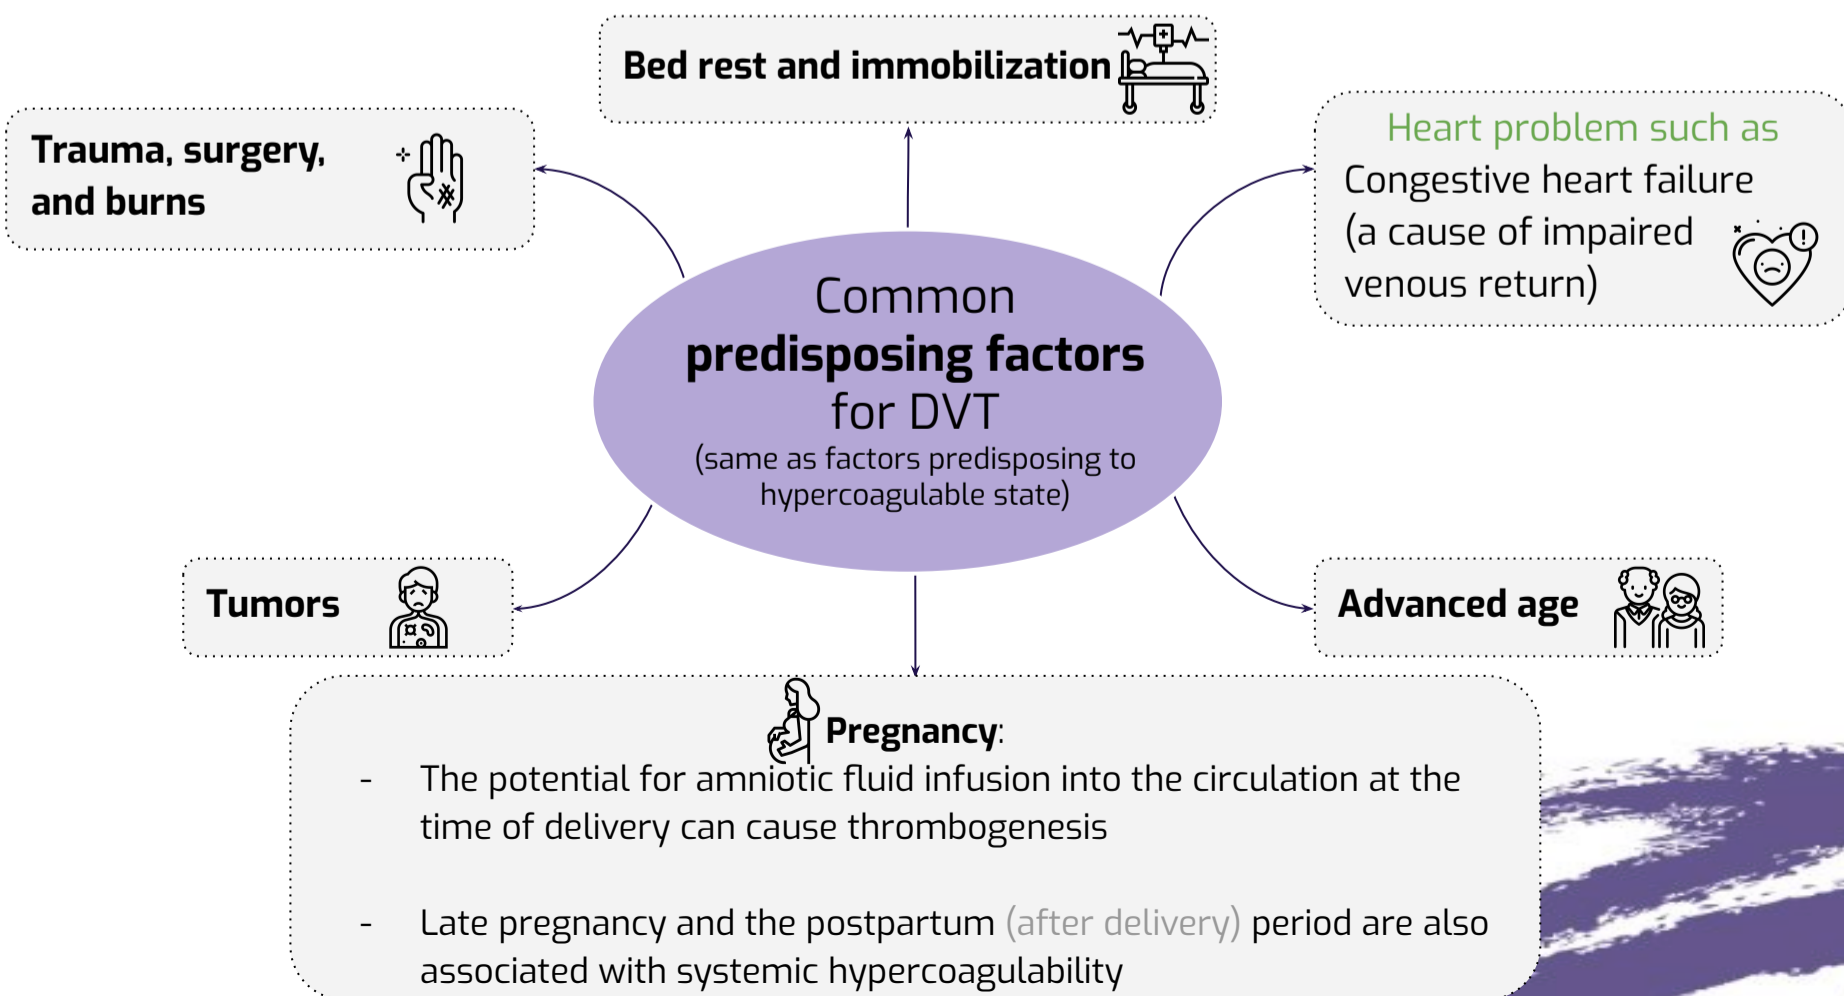 Bed rest and immobilization
Trauma, surgery,
and burns
Heart problem such as
Congestive heart failure
(a cause of impaired
venous return)
Common
predisposing factors
for DVT
(same as factors predisposing to
hypercoagulable state)
Tumors
Advanced age
Pregnancy:
- The potential for amniotic fluid infusion into the circulation at the
time of delivery can cause thrombogenesis
- Late pregnancy and the postpartum (after delivery) period are also
associated with systemic hypercoagulability